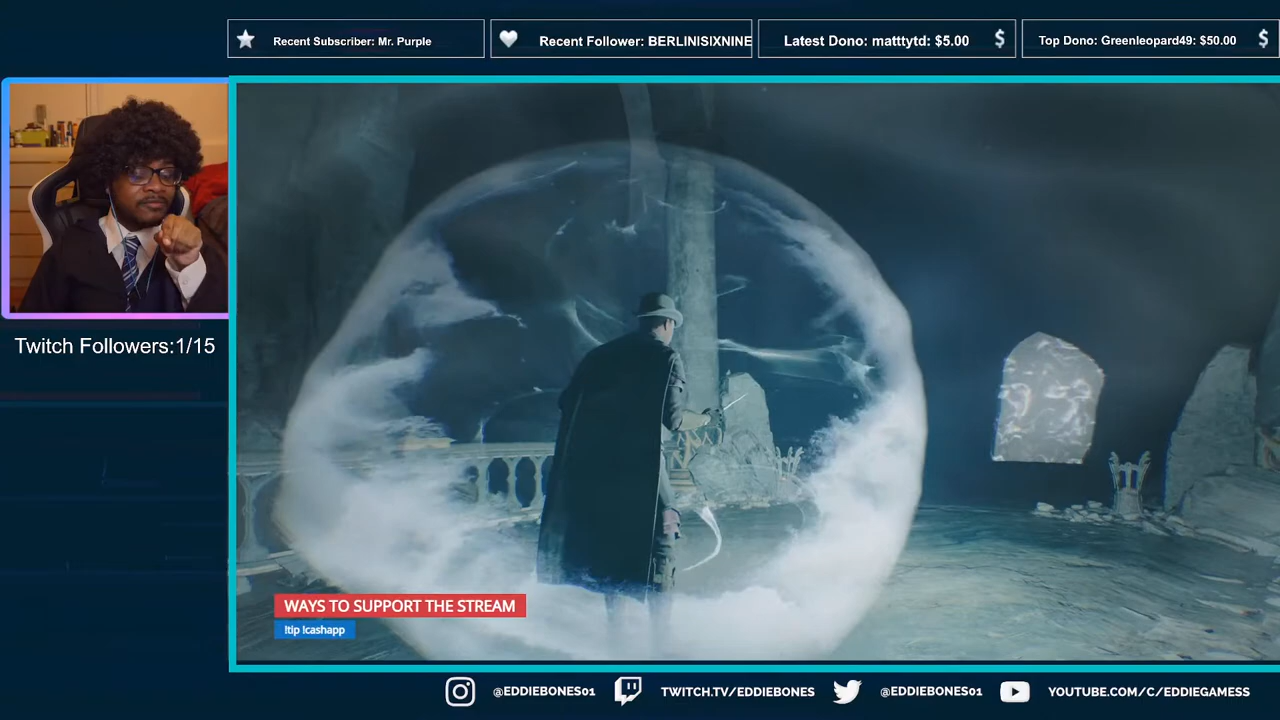 Recent Subscriber: Mr. Purple
Recent Follower: BERLINISIXNINE
Latest Dono: matttytd: $5.00
$
Top Dono: Greenleopard49: $50.00
$
Twitch Followers:1/15
WAYS TO SUPPORT THE STREAM
!tip !cashapp
@EDDIEBONES01
TWITCH.TV/EDDIEBONES
@EDDIEBONES01
YOUTUBE.COM/C/EDDIEGAMESS